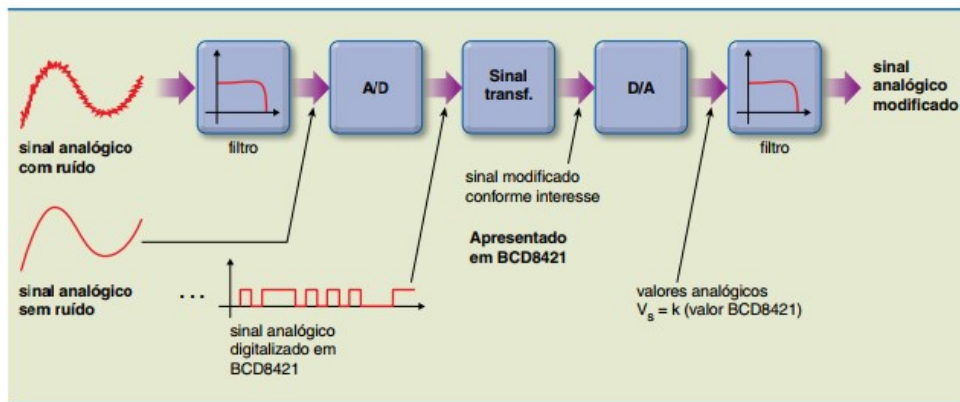 A/D
Sinal
transf.
D/A
sinal
analógico
modificado
filtro
filtro
sinal analógico
com ruído
sinal modificado
conforme interesse
Apresentado
em BCD8421
sinal analógico
sem ruído
. . .
sinal analógico
digitalizado em
BCD8421
valores analógicos
Vs = k (valor BCD8421)